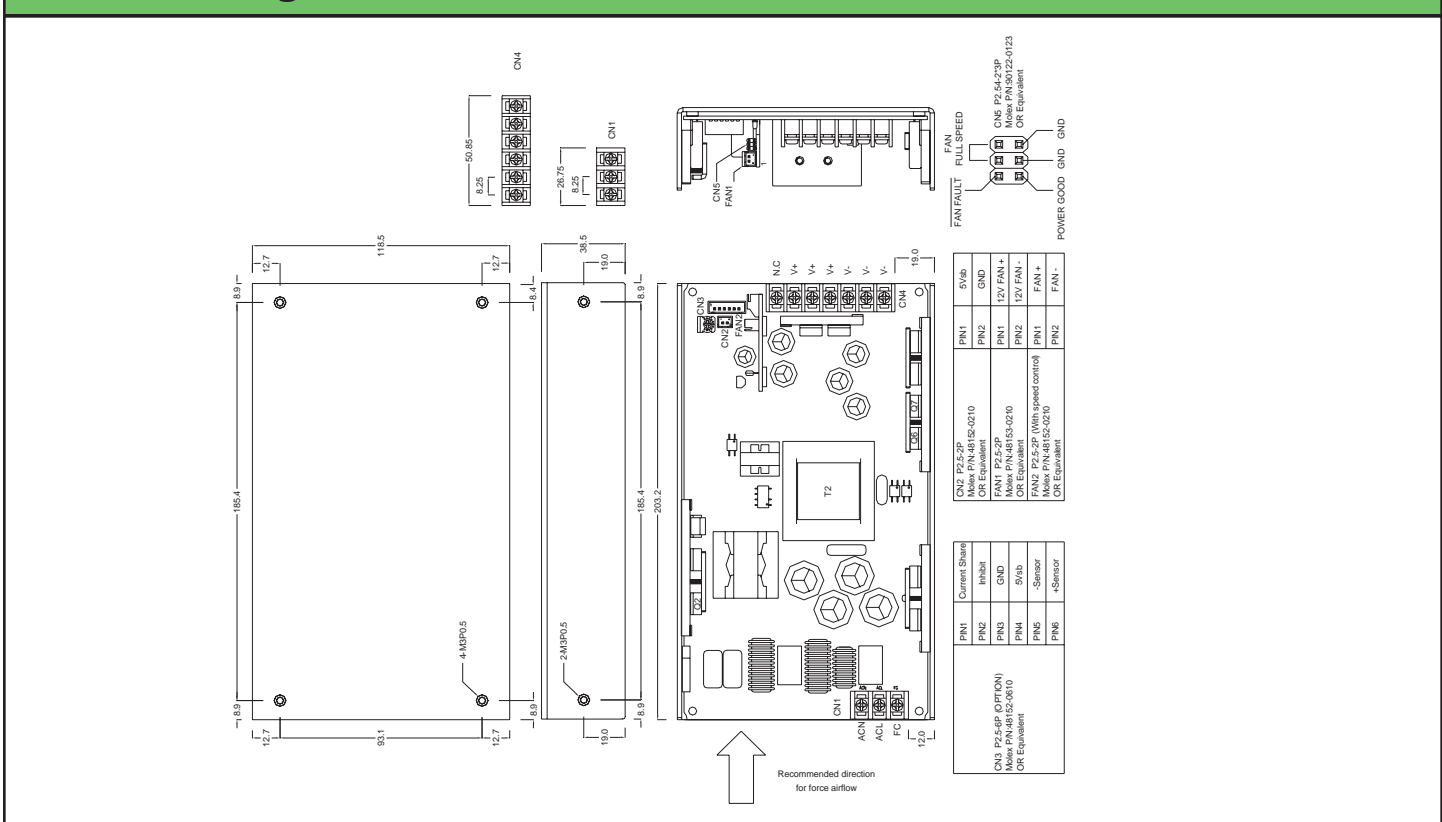 CN4
50.85
8.25
CN1
26.75
8.25
CN5
FAN1
FAN
FULL SPEED
FAN FAULT
CN5 P2.54-2*3P
Molex P/N:90122-0123
OR Equivalent
POWER GOOD
GND
GND
118.5
12.7
12.7
8.9
8.4
185.4
4-M3P0.5
8.9
8.9
12.7
93.1
12.7
38.5
19.0
8.9
185.4
2-M3P0.5
8.9
19.0
203.2
N.C
V+
V+
V+
V-
V-
V-
19.0
CN4
CN3
CN2
FAN2
Q7
Q6
T2
Q2
CN1
ACN
ACL
FG
ACN
ACL
FC
12.0
Recommended direction
for force airflow
CN2 P2.5-2P
Molex P/N:48152-0210
OR Equivalent
PIN1 5Vsb
PIN2 GND
FAN1 P2.5-2P
Molex P/N:48153-0210
OR Equivalent
PIN1 12V FAN +
PIN2 12V FAN -
FAN2 P2.5-2P (With speed control)
Molex P/N:48152-0210
OR Equivalent
PIN1 FAN +
PIN2 FAN -
CN3 P2.5-6P (OPTION)
Molex P/N:48152-0610
OR Equivalent
PIN1 Current Share
PIN2 Inhibit
PIN3 GND
PIN4 5Vsb
PIN5 -Sensor
PIN6 +Sensor